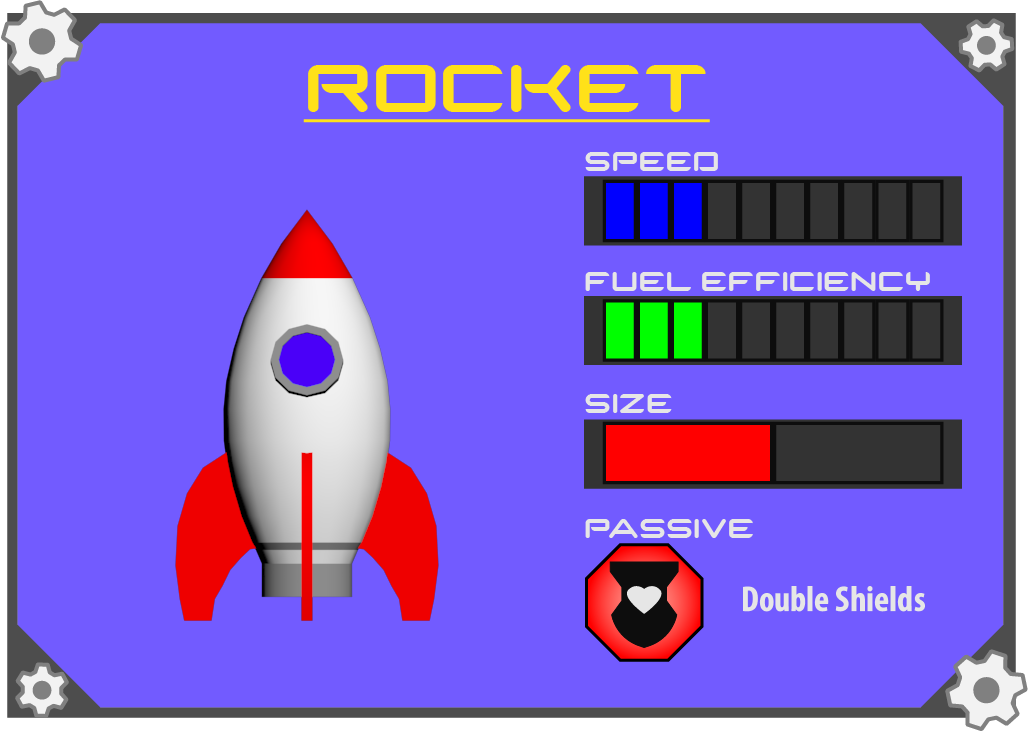 ROCKET
SPEED
FUEL EFFICIENCY
SIZE
PASSIVE
Double Shields